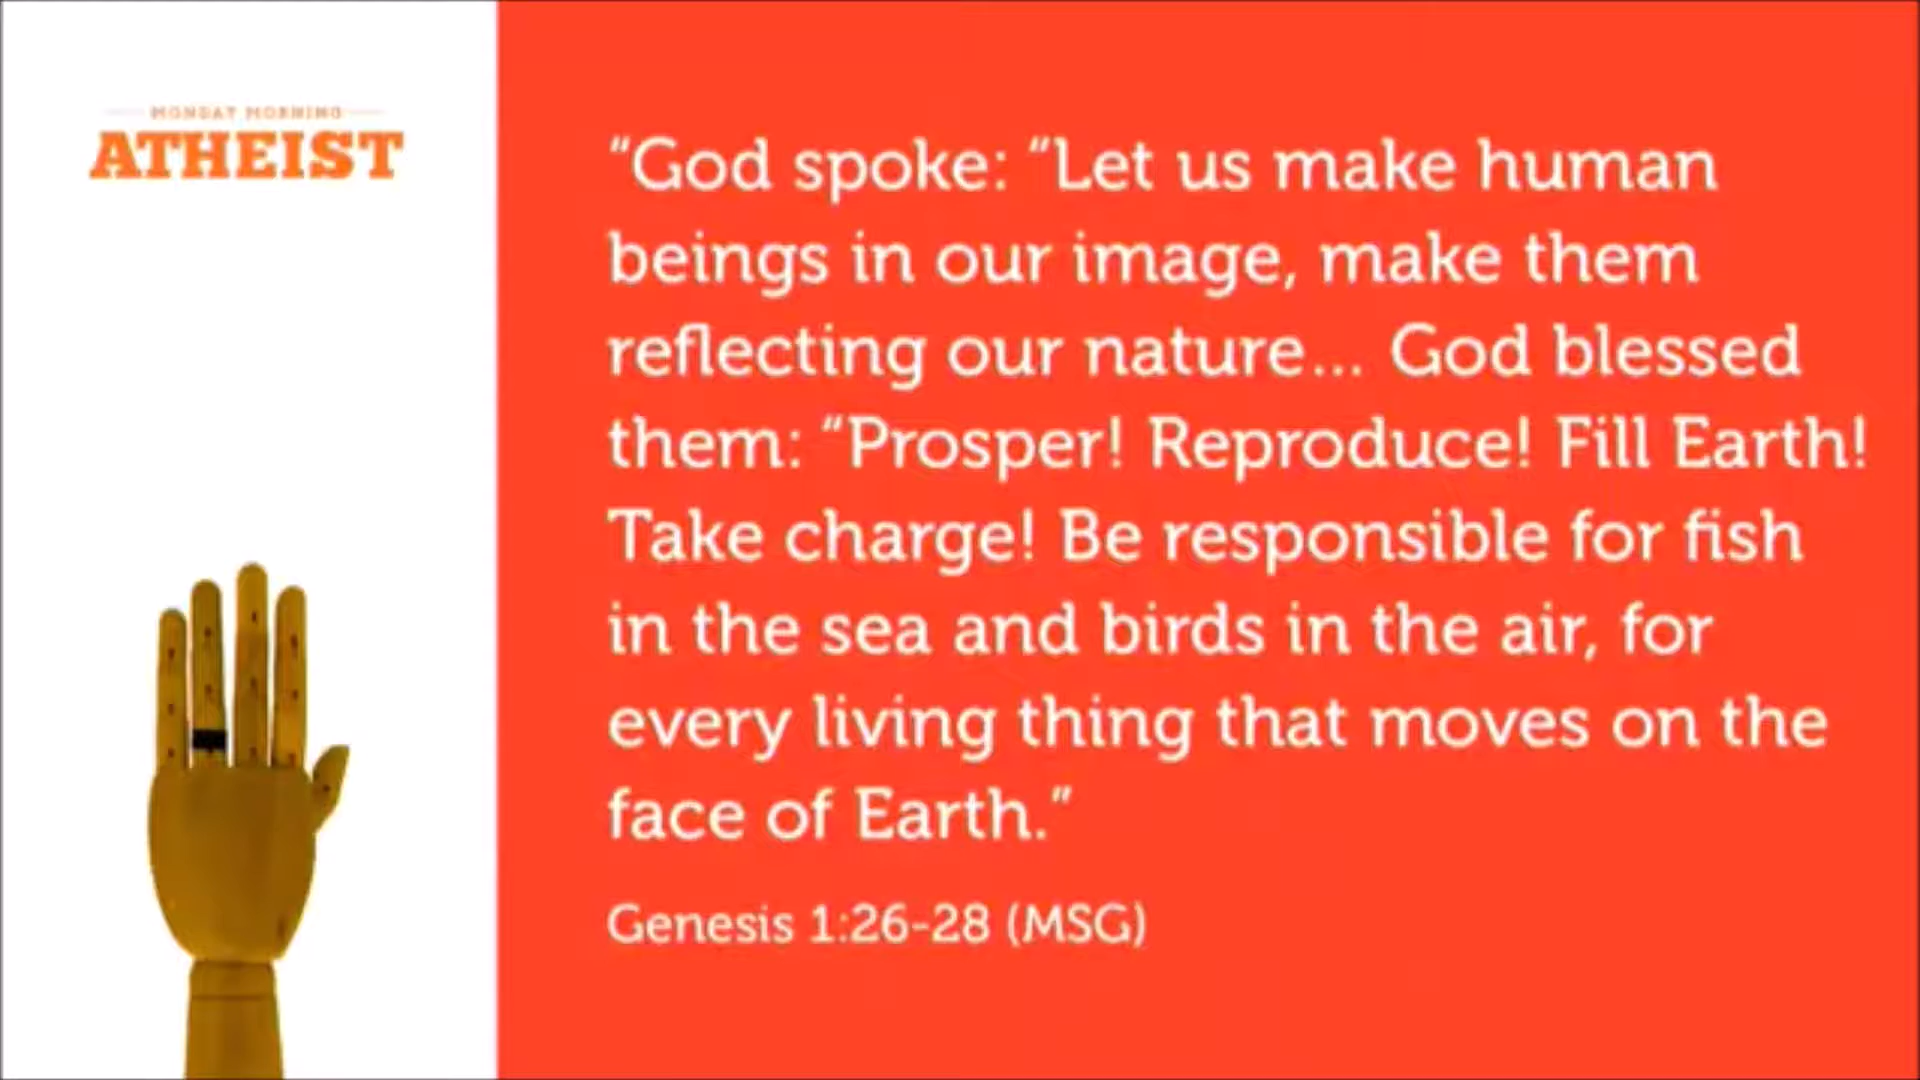 MONDAY MORNING
ATHEIST
“God spoke: “Let us make human
beings in our image, make them
reflecting our nature... God blessed
them: “Prosper! Reproduce! Fill Earth!
Take charge! Be responsible for fish
in the sea and birds in the air, for
every living thing that moves on the
face of Earth.”
Genesis 1:26-28 (MSG)